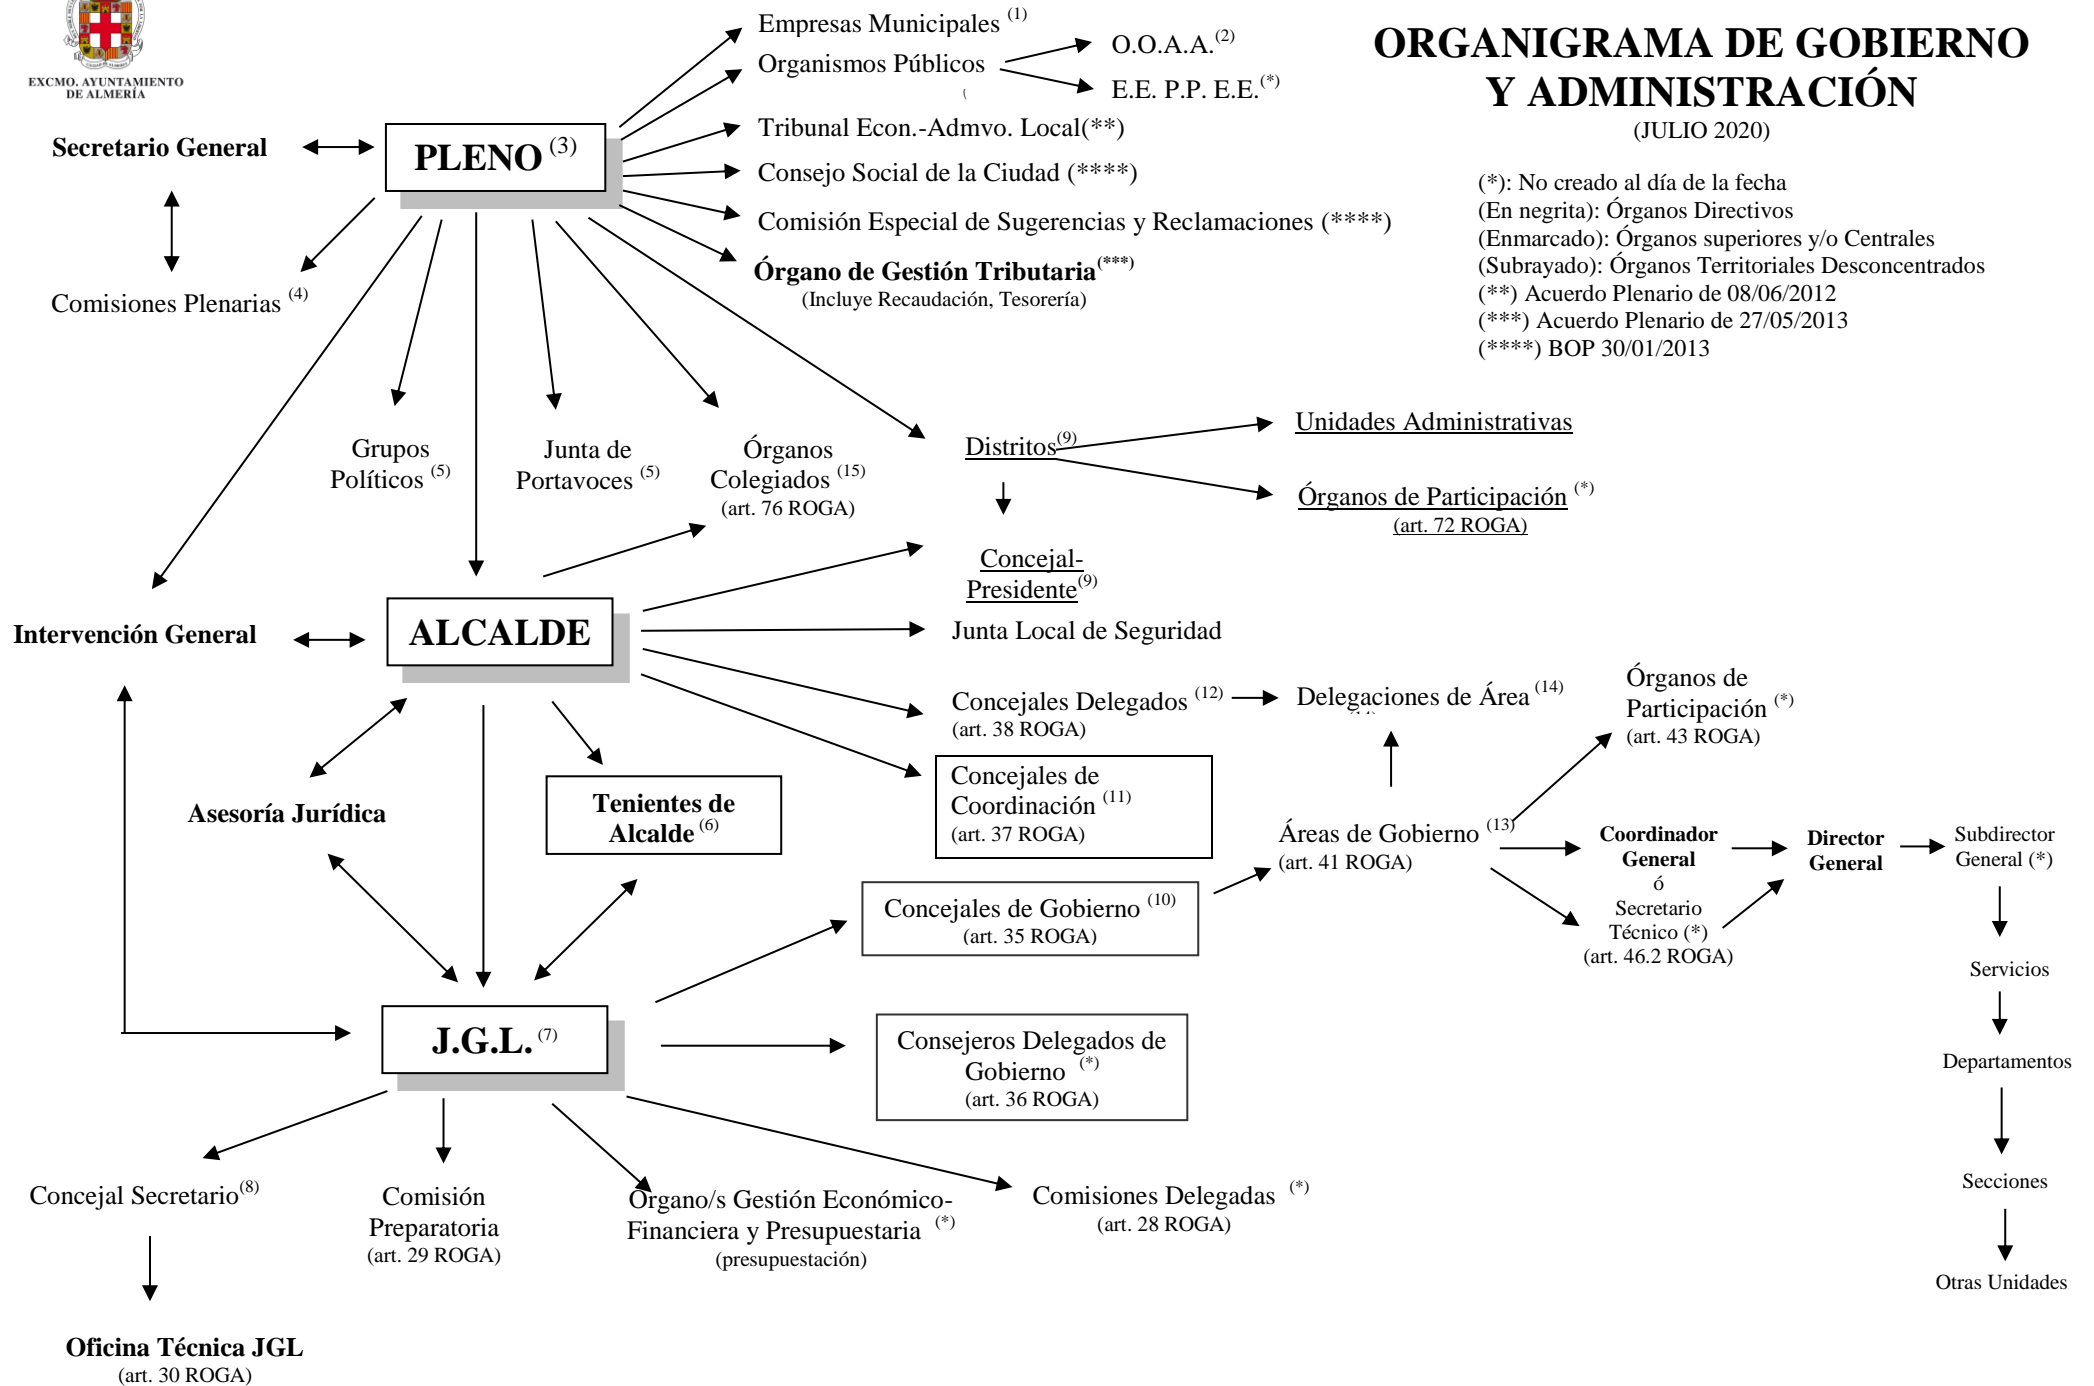 EXCMO. AYUNTAMIENTO
DE ALMERÍA
ORGANIGRAMA DE GOBIERNO
Y ADMINISTRACIÓN
(JULIO 2020)
(*): No creado al día de la fecha
(En negrita): Órganos Directivos
(Enmarcado): Órganos superiores y/o Centrales
(Subrayado): Órganos Territoriales Desconcentrados
(**) Acuerdo Plenario de 08/06/2012
(***) Acuerdo Plenario de 27/05/2013
(****) BOP 30/01/2013
Empresas Municipales (1)
Organismos Públicos
O.O.A.A.(2)
E.E. P.P. E.E.(*)
Tribunal Econ.-Admvo. Local(**)
Consejo Social de la Ciudad (****)
Comisión Especial de Sugerencias y Reclamaciones (****)
Órgano de Gestión Tributaria(***)
(Incluye Recaudación, Tesorería)
Secretario General
PLENO (3)
Comisiones Plenarias (4)
Grupos
Políticos (5)
Junta de
Portavoces (5)
Órganos
Colegiados (15)
(art. 76 ROGA)
Distritos(9)
Unidades Administrativas
Órganos de Participación (*)
(art. 72 ROGA)
Concejal-
Presidente(9)
Intervención General
ALCALDE
Junta Local de Seguridad
Concejales Delegados (12)
(art. 38 ROGA)
Delegaciones de Área (14)
Órganos de
Participación (*)
(art. 43 ROGA)
Concejales de
Coordinación (11)
(art. 37 ROGA)
Asesoría Jurídica
Tenientes de
Alcalde (6)
Áreas de Gobierno (13)
(art. 41 ROGA)
Coordinador
General
ó
Secretario
Técnico (*)
(art. 46.2 ROGA)
Director
General
Subdirector
General (*)
Servicios
Departamentos
Secciones
Otras Unidades
Concejales de Gobierno (10)
(art. 35 ROGA)
J.G.L. (7)
Consejeros Delegados de
Gobierno (*)
(art. 36 ROGA)
Concejal Secretario(8)
Comisión
Preparatoria
(art. 29 ROGA)
Órgano/s Gestión Económico-
Financiera y Presupuestaria (*)
(presupuestación)
Comisiones Delegadas (*)
(art. 28 ROGA)
Oficina Técnica JGL
(art. 30 ROGA)